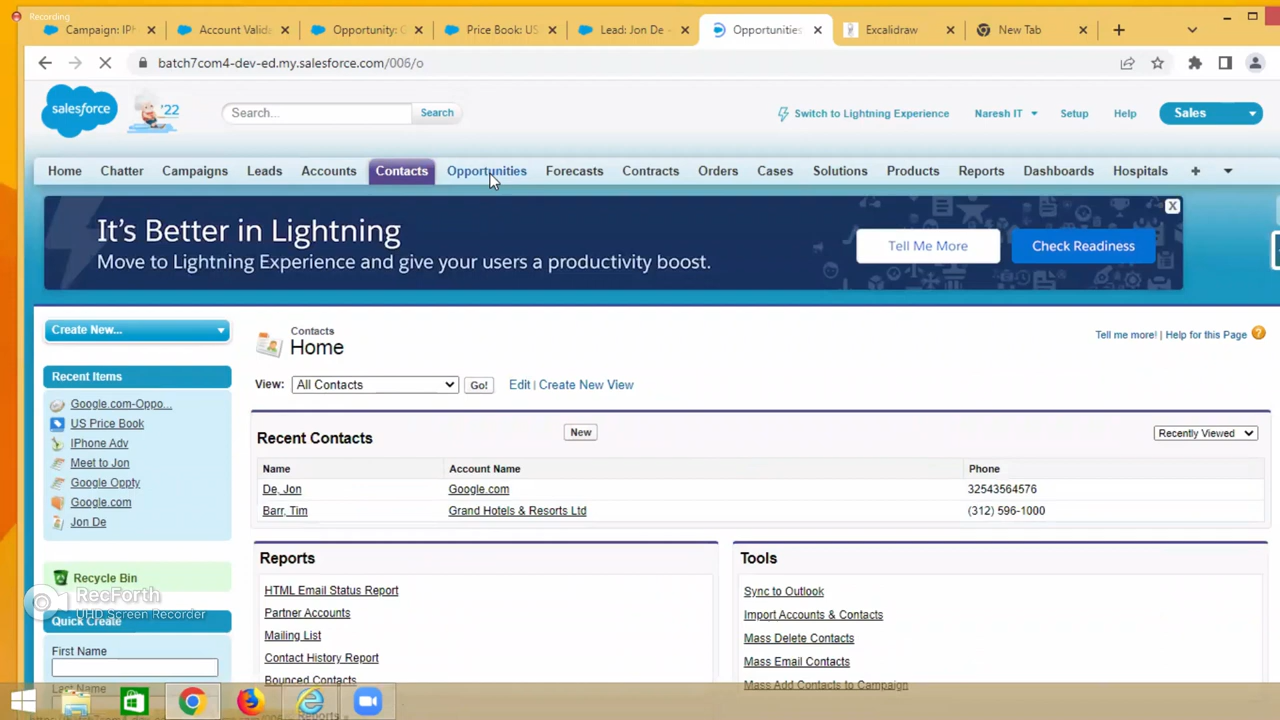 Recording
Campaign: IPH
Account Valida
Opportunity: G
Price Book: US
Lead: Jon De -
Opportunities
Excalidraw
New Tab
batch7com4-dev-ed.my.salesforce.com/006/o
salesforce
'22
Search...
Search
Switch to Lightning Experience
Naresh IT
Setup
Help
Sales
Home
Chatter
Campaigns
Leads
Accounts
Contacts
Opportunities
Forecasts
Contracts
Orders
Cases
Solutions
Products
Reports
Dashboards
Hospitals
It's Better in Lightning
Move to Lightning Experience and give your users a productivity boost.
Tell Me More
Check Readiness
X
Create New...
Contacts
Home
Tell me more! | Help for this Page
View:
All Contacts
Go!
Edit | Create New View
Recent Items
Google.com-Oppo...
US Price Book
IPhone Adv
Meet to Jon
Google Oppty
Google.com
Jon De
Recent Contacts
New
Recently Viewed
Name
Account Name
Phone
De, Jon
Google.com
32543564576
Barr, Tim
Grand Hotels & Resorts Ltd
(312) 596-1000
Recycle Bin
RecForth
UHD Screen Recorder
Quick Create
First Name
Last Name
Reports
HTML Email Status Report
Partner Accounts
Mailing List
Contact History Report
Bounced Contacts
Tools
Sync to Outlook
Import Accounts & Contacts
Mass Delete Contacts
Mass Email Contacts
Mass Add Contacts to Campaign